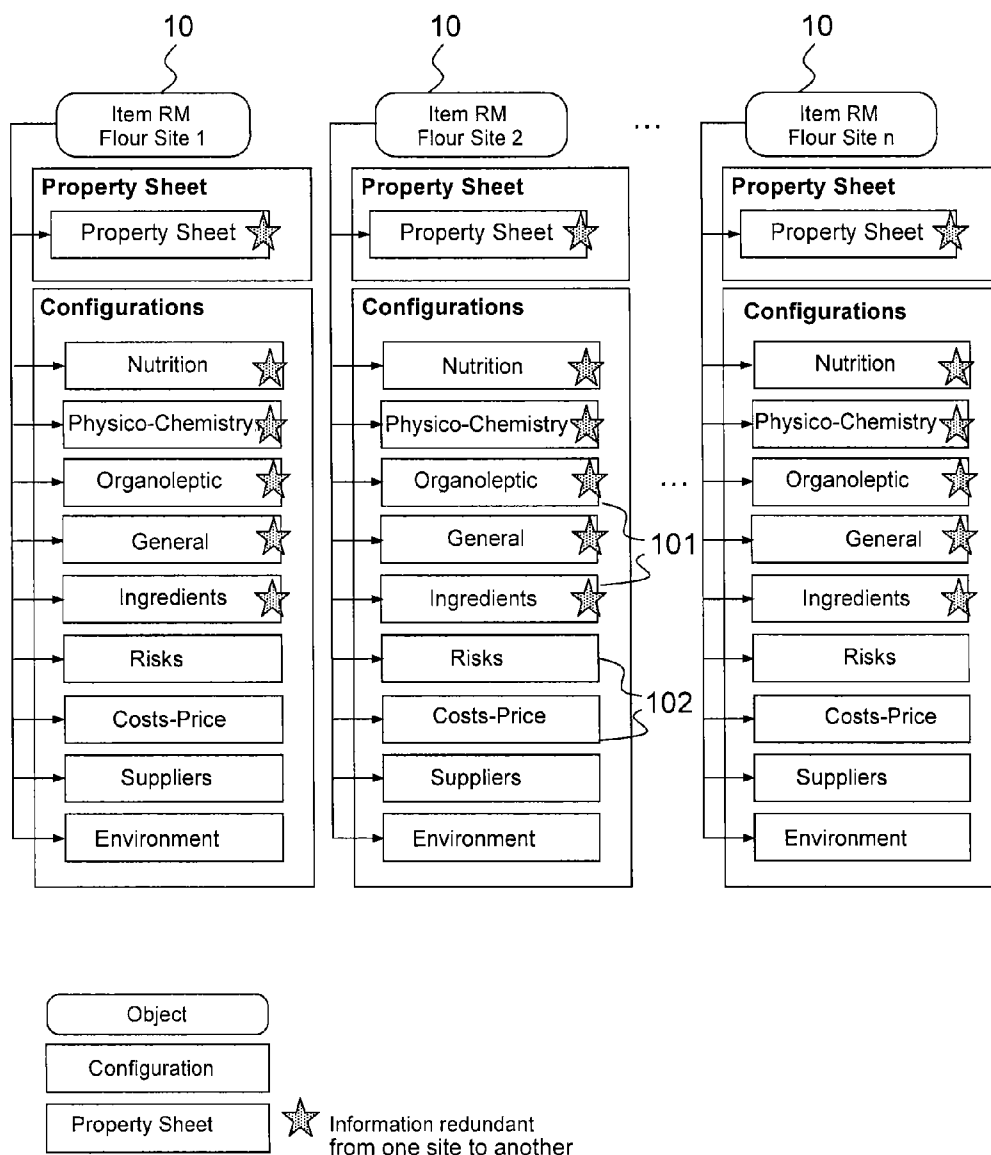 10
10
10
Item RM
Flour Site 1
Item RM
Flour Site 2
...
Item RM
Flour Site n
Property Sheet
Property Sheet
Property Sheet
Property Sheet
Property Sheet
Property Sheet
Configurations
Configurations
Configurations
Nutrition
Nutrition
Nutrition
Physico-Chemistry
Physico-Chemistry
Physico-Chemistry
Organoleptic
Organoleptic
...
Organoleptic
General
General
101
General
Ingredients
Ingredients
Ingredients
Risks
Risks
Risks
102
Costs-Price
Costs-Price
Costs-Price
Suppliers
Suppliers
Suppliers
Environment
Environment
Environment
Object
Configuration
Property Sheet
Information redundant
from one site to another